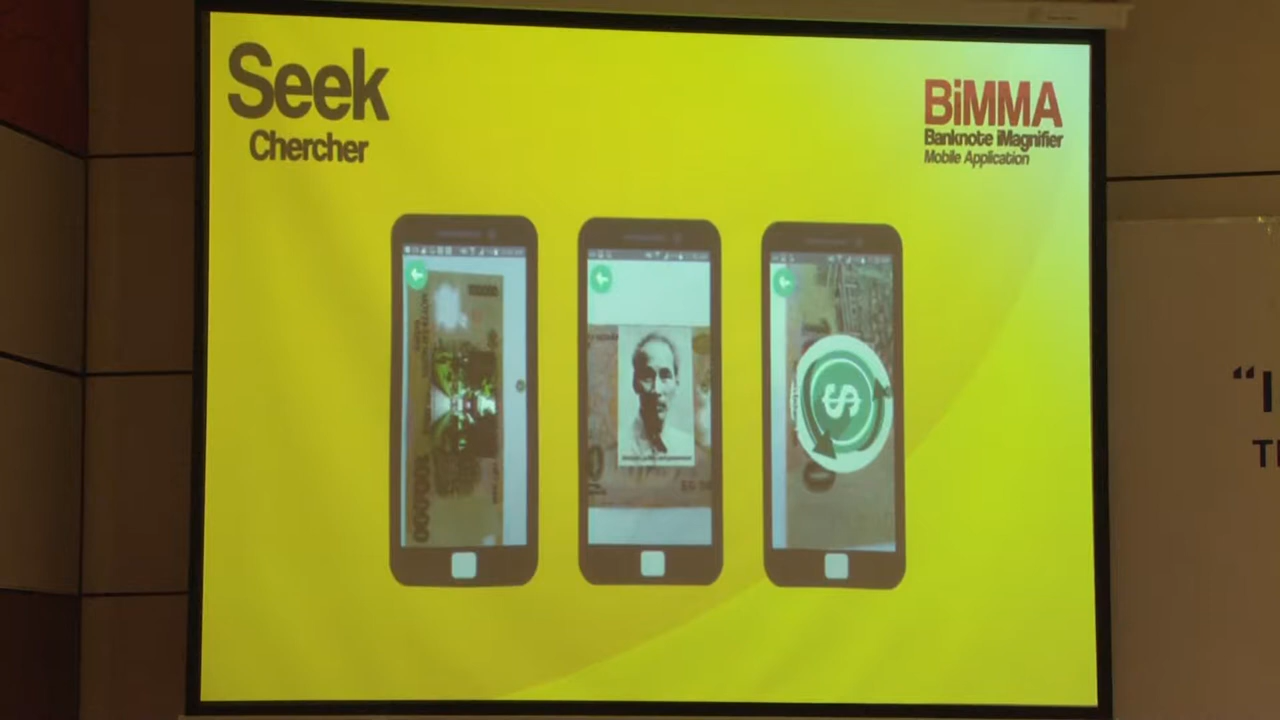 Seek
Chercher
BiMMA
Banknote iMagnifier
Mobile Application
$
"I